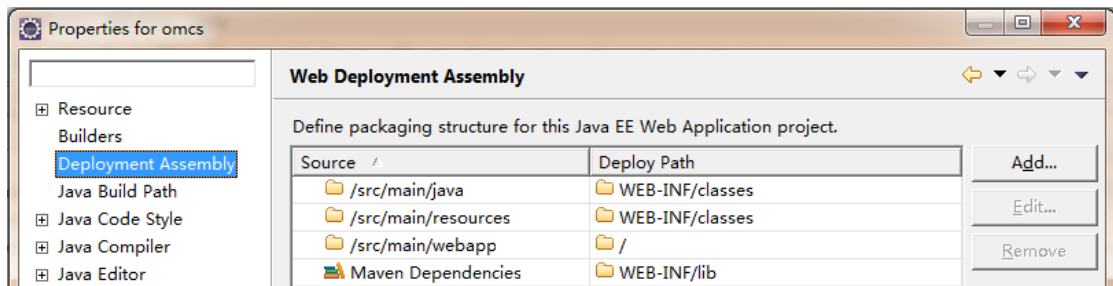 Properties for omcs
Web Deployment Assembly
Resource
Builders
Deployment Assembly
Java Build Path
Java Code Style
Java Compiler
Java Editor
Define packaging structure for this Java EE Web Application project.
Source Deploy Path
/src/main/java WEB-INF/classes
/src/main/resources WEB-INF/classes
/src/main/webapp /
Maven Dependencies WEB-INF/lib
Add...
Edit...
Remove